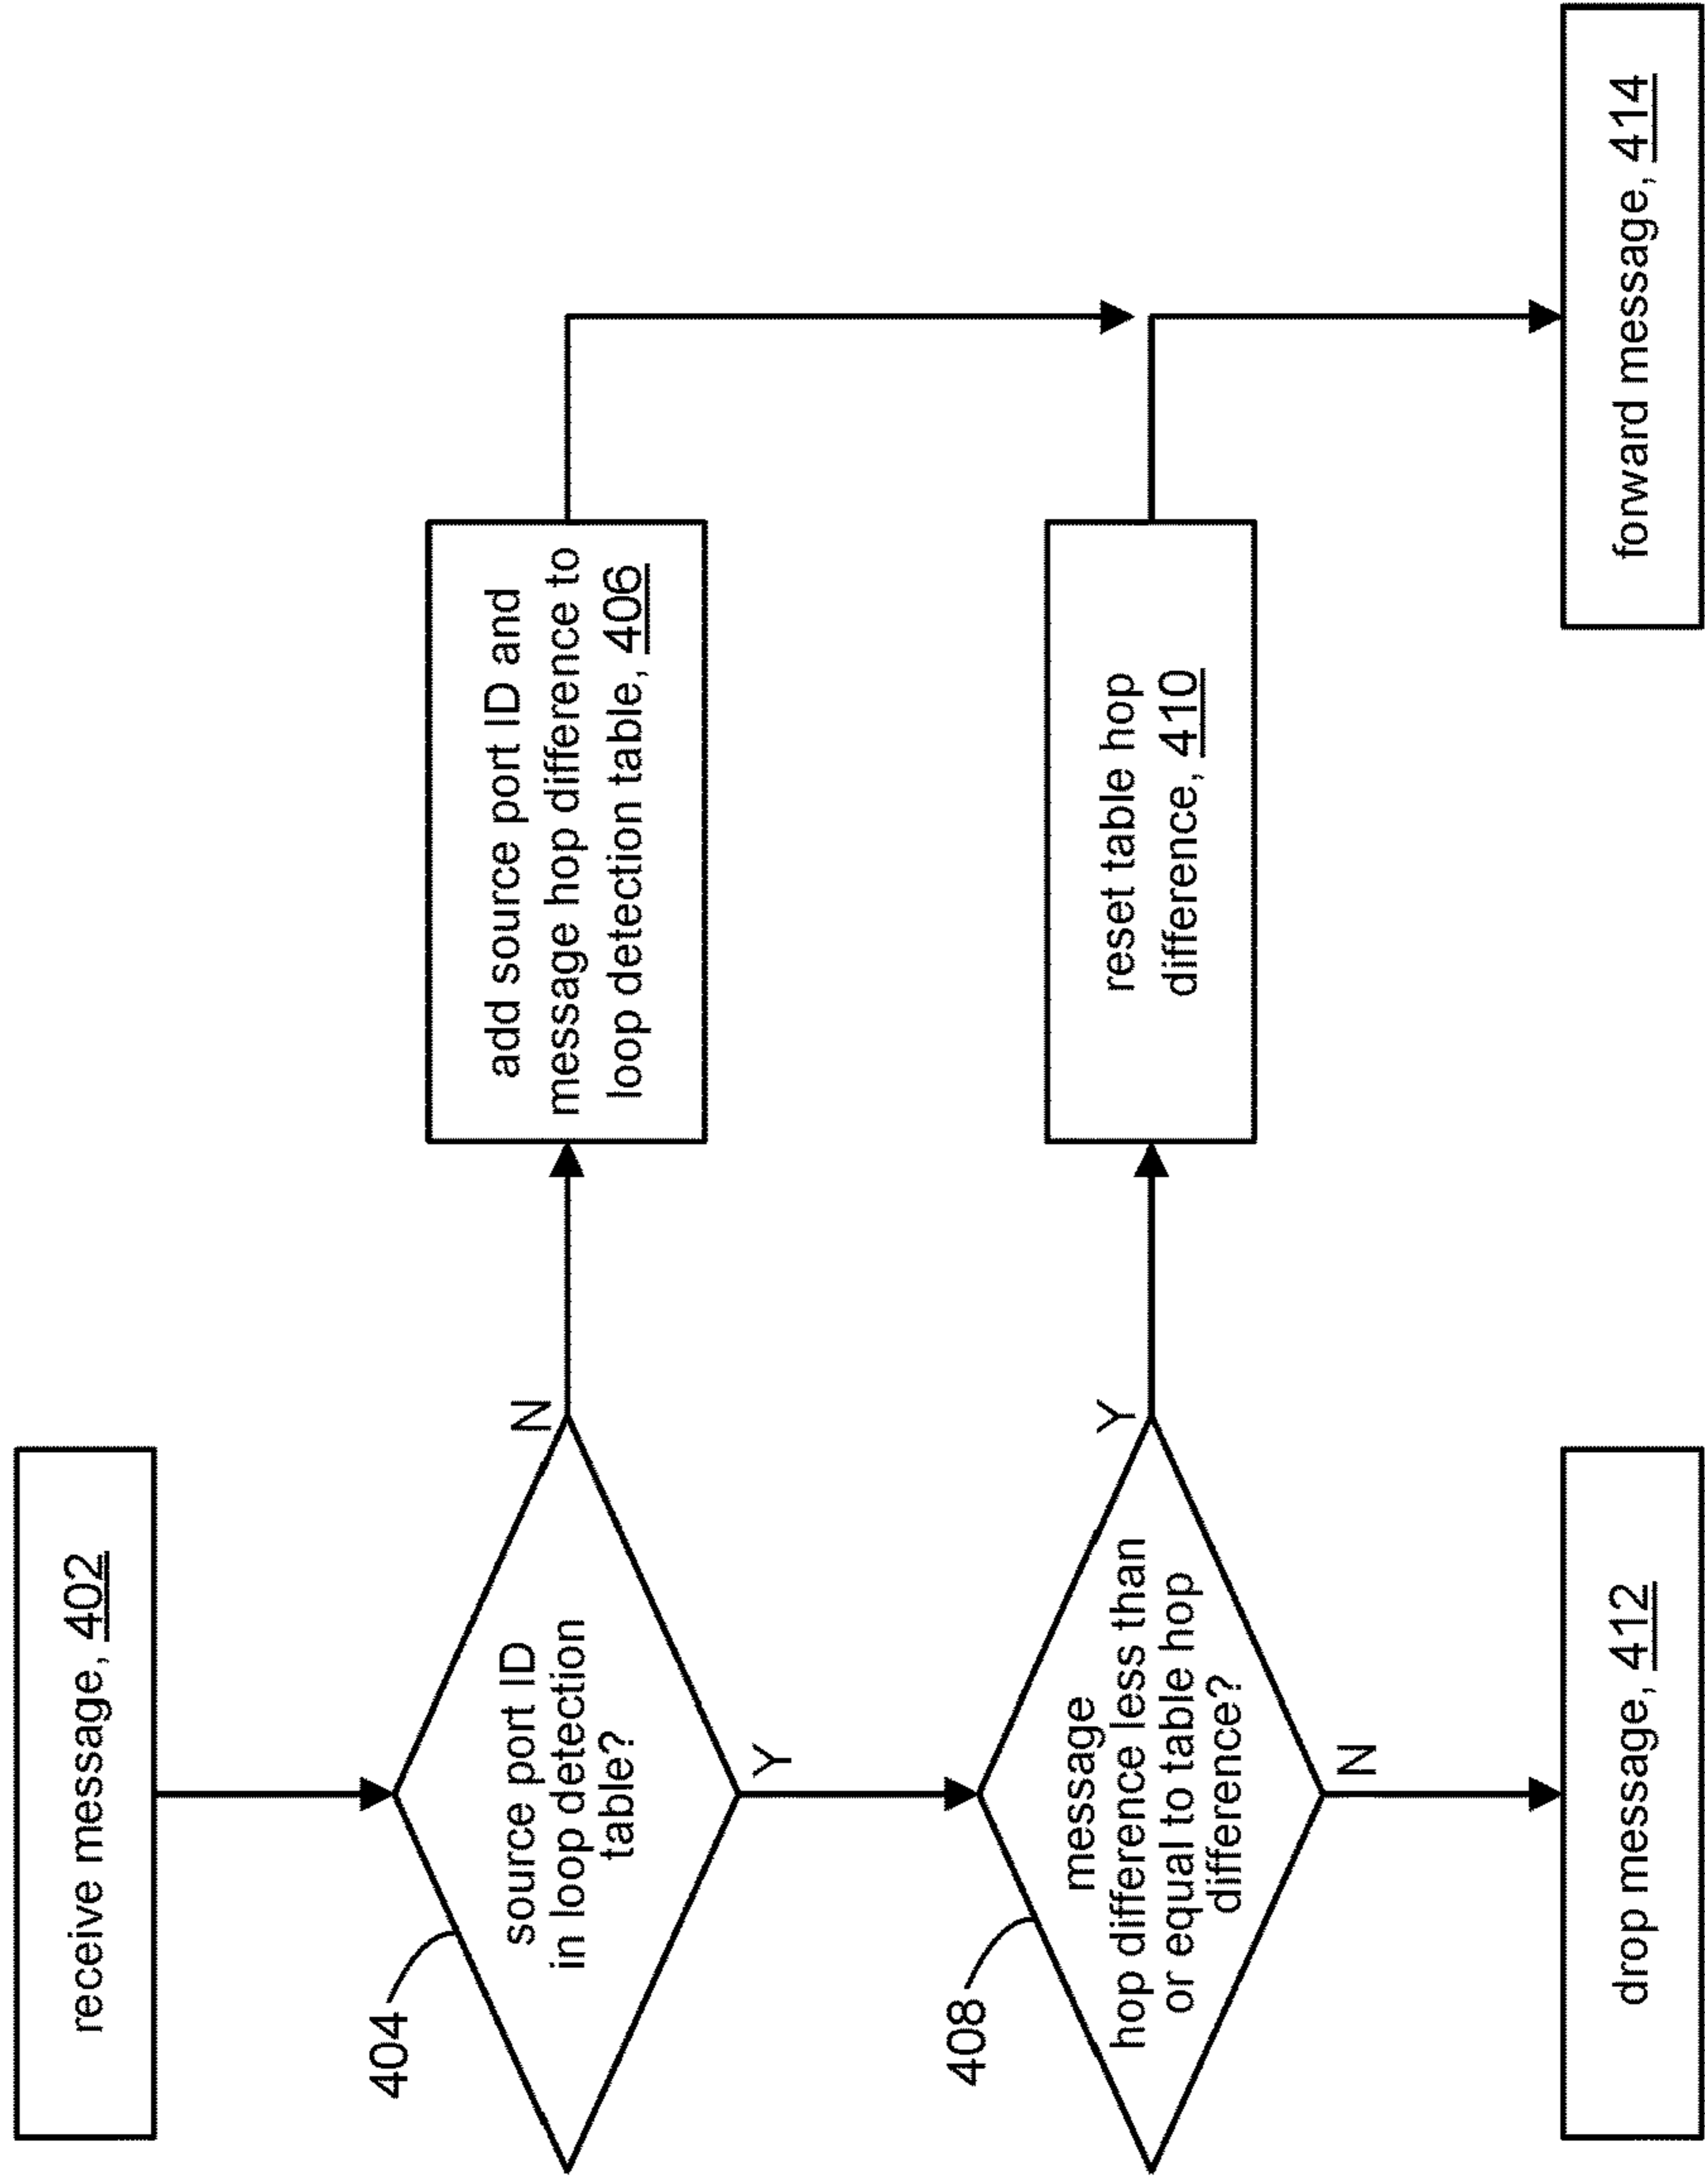 receive message, 402
404
source port ID
in loop detection
table?
N
add source port ID and
message hop difference to
loop detection table, 406
Y
408
message
hop difference less than
or equal to table hop
difference?
Y
reset table hop
difference, 410
N
drop message, 412
forward message, 414